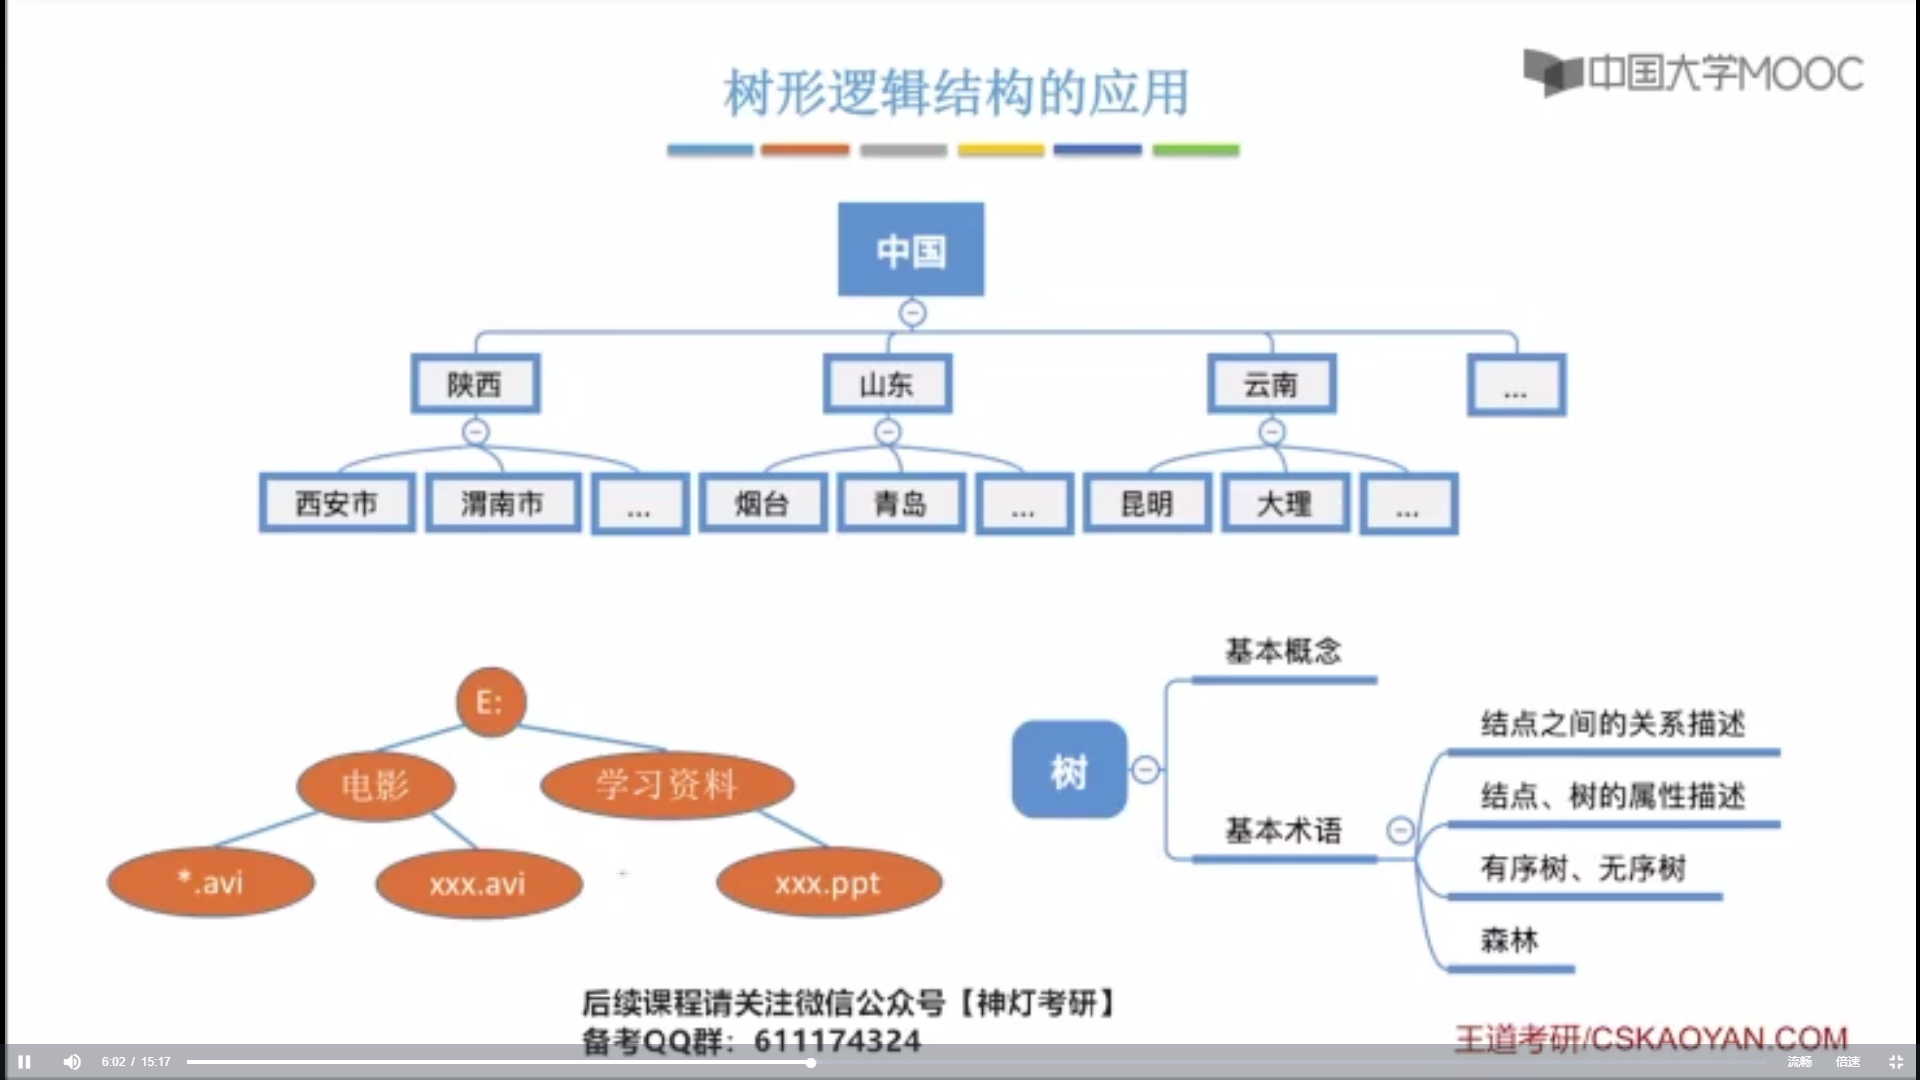 树形逻辑结构的应用
中国大学MOOC
中国
陕西
山东
云南
...
西安市
渭南市
...
烟台
青岛
...
昆明
大理
...
E:
电影
学习资料
*.avi
xxx.avi
xxx.ppt
树
基本概念
基本术语
结点之间的关系描述
结点、树的属性描述
有序树、无序树
森林
后续课程请关注微信公众号【神灯考研】
备考QQ群：611174324
王道考研/CSKAOYAN.COM
6:02 / 15:17
流畅
倍速